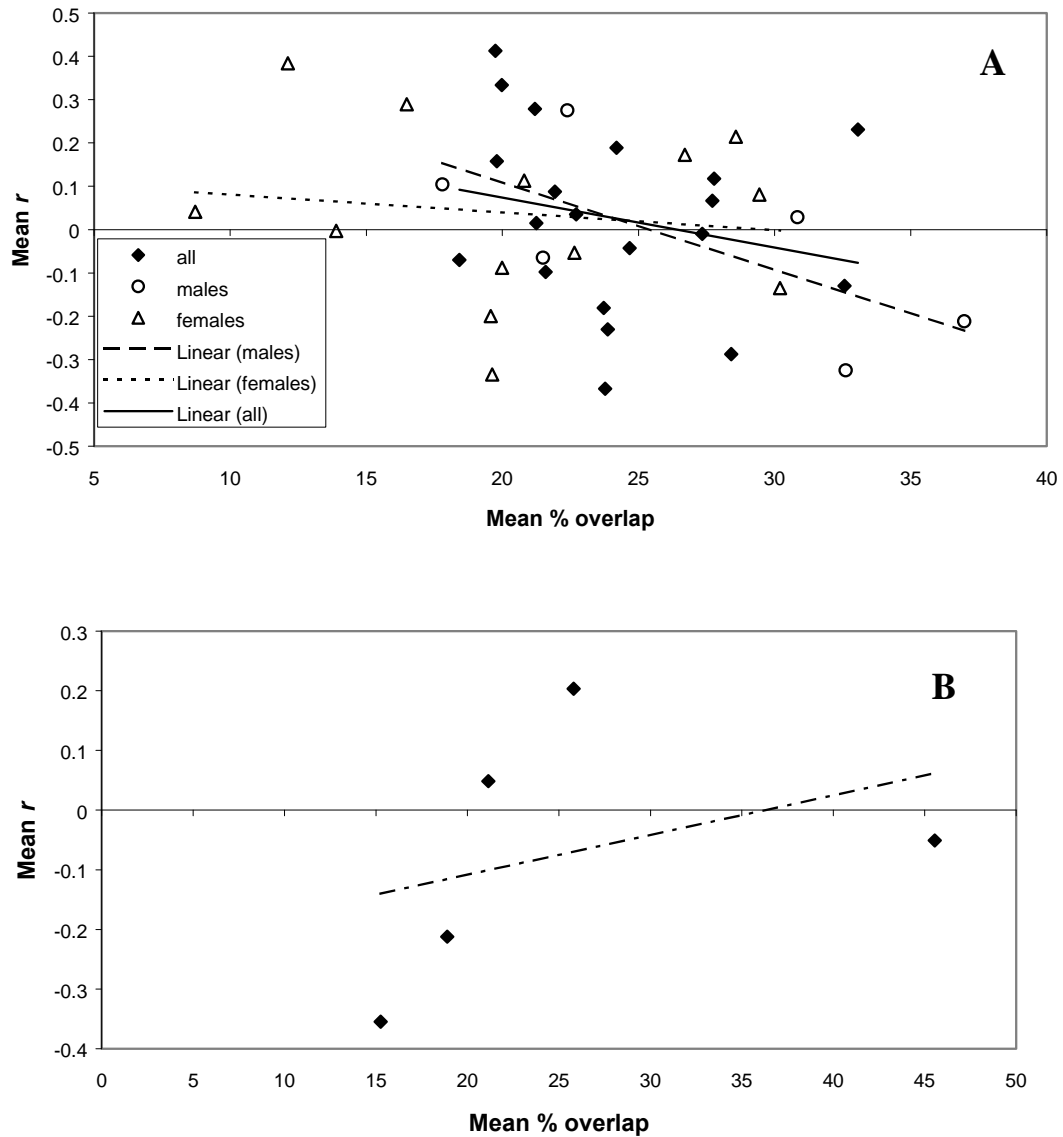 0.5
A
0.4
0.3
0.2
0.1
0
-0.1
-0.2
-0.3
-0.4
-0.5
Mean r
all
males
females
Linear (males)
Linear (females)
Linear (all)
5 10 15 20 25 30 35 40
Mean % overlap
0.3
B
0.2
0.1
0
-0.1
-0.2
-0.3
-0.4
Mean r
0 5 10 15 20 25 30 35 40 45 50
Mean % overlap